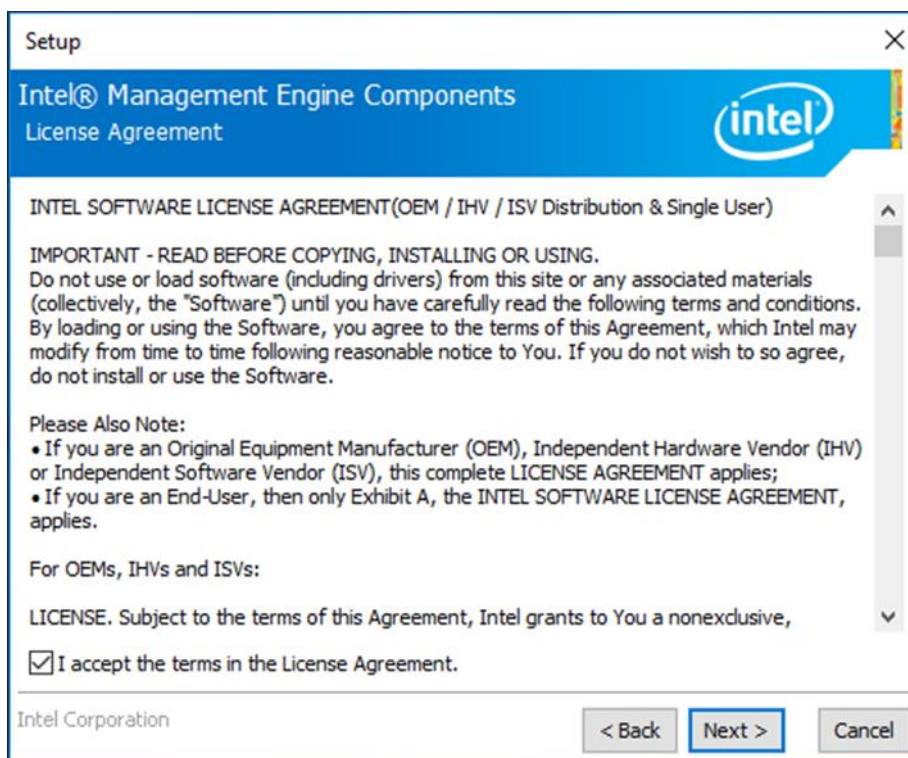 Setup
Intel® Management Engine Components
License Agreement
intel
INTEL SOFTWARE LICENSE AGREEMENT(OEM / IHV / ISV Distribution & Single User)
IMPORTANT - READ BEFORE COPYING, INSTALLING OR USING.
Do not use or load software (including drivers) from this site or any associated materials
(collectively, the "Software") until you have carefully read the following terms and conditions.
By loading or using the Software, you agree to the terms of this Agreement, which Intel may
modify from time to time following reasonable notice to You. If you do not wish to so agree,
do not install or use the Software.
Please Also Note:
• If you are an Original Equipment Manufacturer (OEM), Independent Hardware Vendor (IHV)
or Independent Software Vendor (ISV), this complete LICENSE AGREEMENT applies;
• If you are an End-User, then only Exhibit A, the INTEL SOFTWARE LICENSE AGREEMENT,
applies.
For OEMs, IHVs and ISVs:
LICENSE. Subject to the terms of this Agreement, Intel grants to You a nonexclusive,
I accept the terms in the License Agreement.
Intel Corporation
< Back
Next >
Cancel